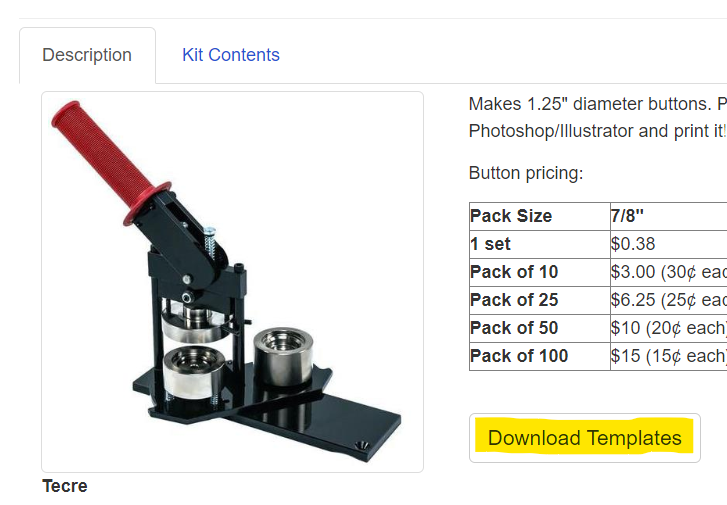 Description
Kit Contents
Makes 1.25" diameter buttons. P
Photoshop/Illustrator and print it!
Button pricing:
Pack Size 7/8"
1 set $0.38
Pack of 10 $3.00 (30¢ eac
Pack of 25 $6.25 (25¢ eac
Pack of 50 $10 (20¢ each)
Pack of 100 $15 (15¢ each)
Download Templates
Tecre